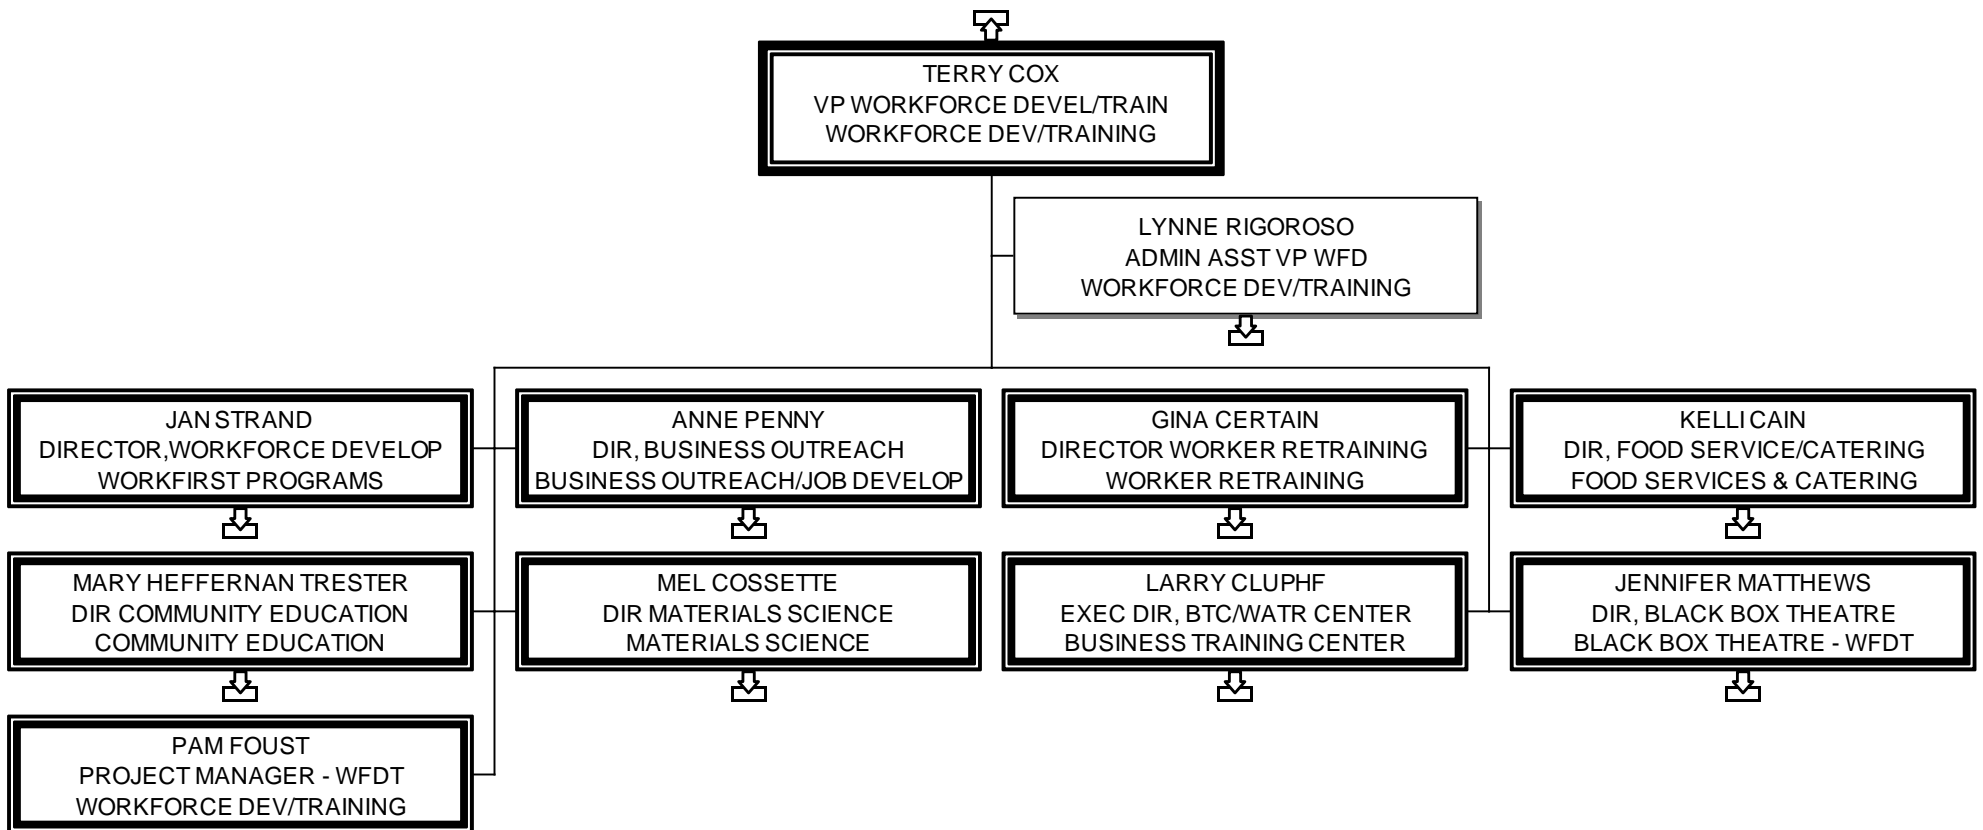 TERRY COX
VP WORKFORCE DEVEL/TRAIN
WORKFORCE DEV/TRAINING
LYNNE RIGOROSO
ADMIN ASST VP WFD
WORKFORCE DEV/TRAINING
JAN STRAND
DIRECTOR,WORKFORCE DEVELOP
WORKFIRST PROGRAMS
ANNE PENNY
DIR, BUSINESS OUTREACH
BUSINESS OUTREACH/JOB DEVELOP
GINA CERTAIN
DIRECTOR WORKER RETRAINING
WORKER RETRAINING
KELLI CAIN
DIR, FOOD SERVICE/CATERING
FOOD SERVICES & CATERING
MARY HEFFERNAN TRESTER
DIR COMMUNITY EDUCATION
COMMUNITY EDUCATION
MEL COSSETTE
DIR MATERIALS SCIENCE
MATERIALS SCIENCE
LARRY CLUPHF
EXEC DIR, BTC/WATR CENTER
BUSINESS TRAINING CENTER
JENNIFER MATTHEWS
DIR, BLACK BOX THEATRE
BLACK BOX THEATRE - WFDT
PAM FOUST
PROJECT MANAGER - WFDT
WORKFORCE DEV/TRAINING